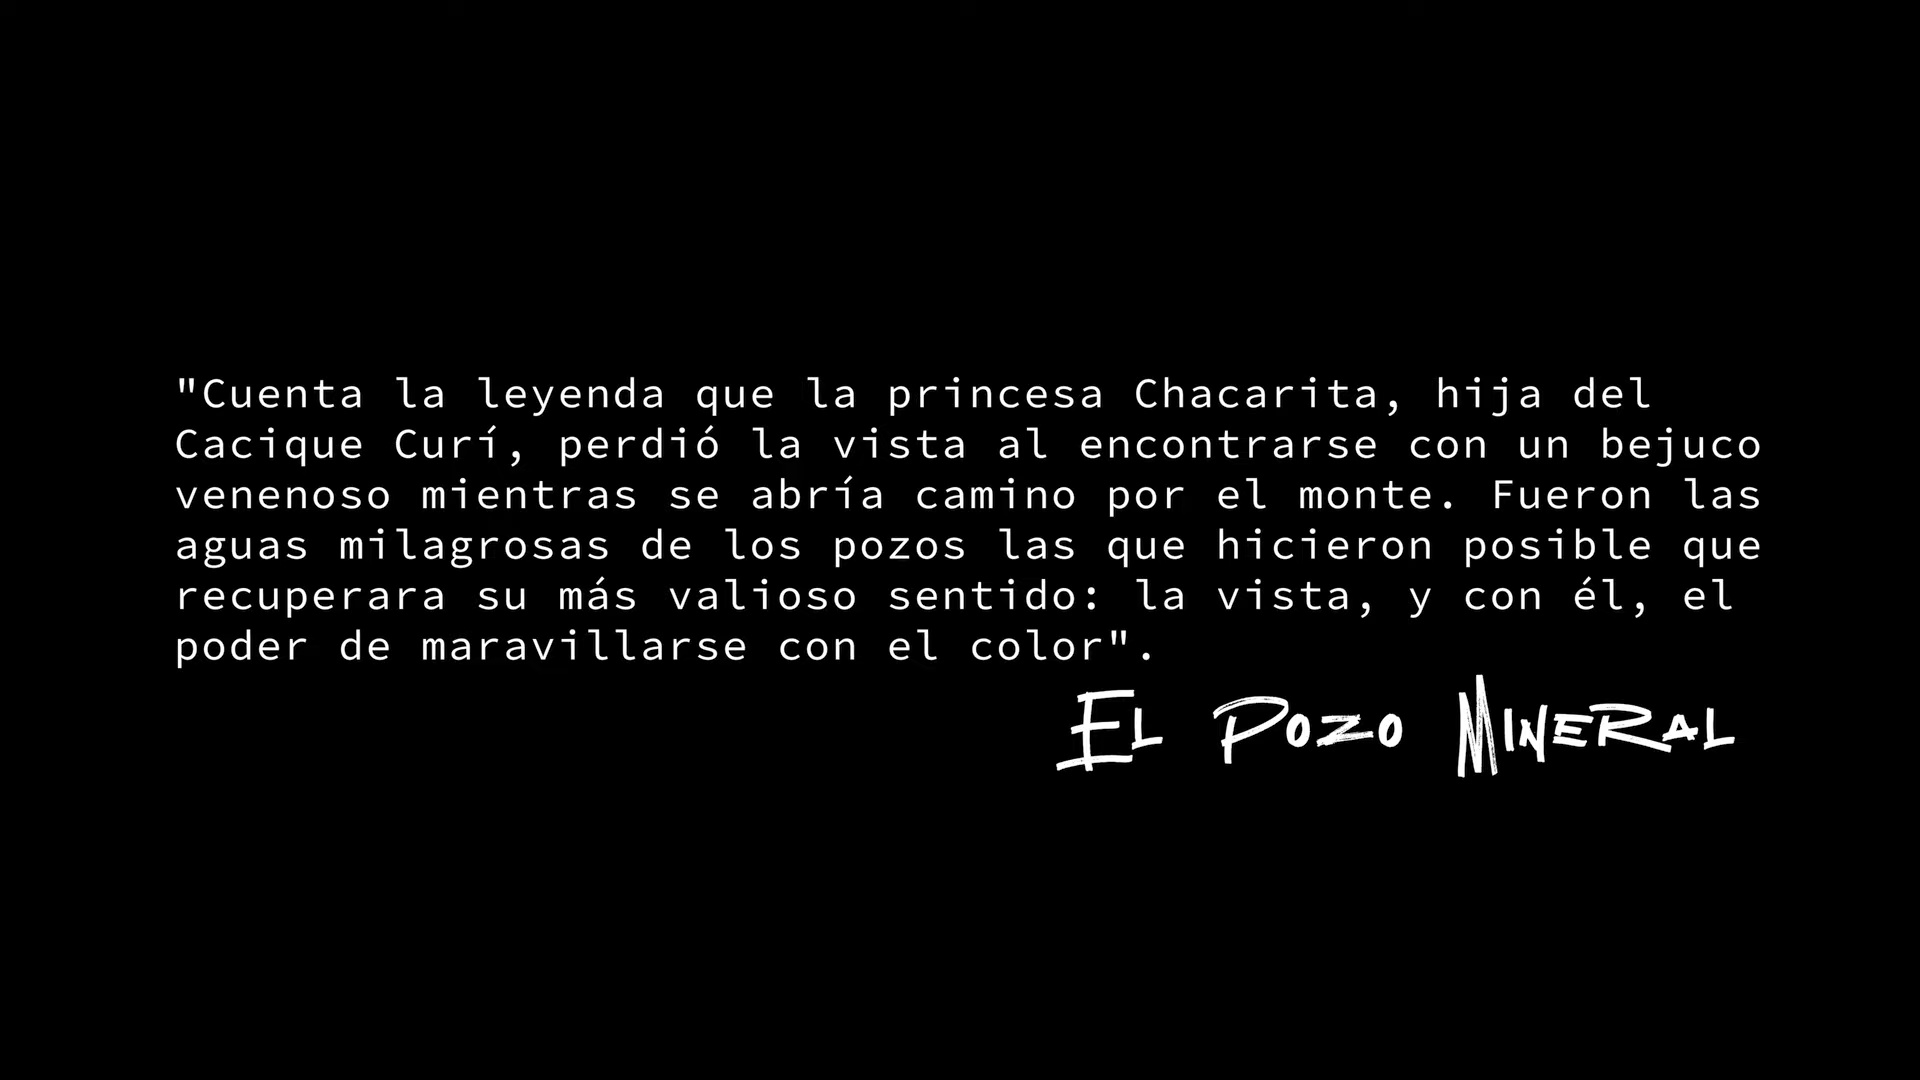 "Cuenta la leyenda que la princesa Chacarita, hija del
Cacique Curí, perdió la vista al encontrarse con un bejuco
venenoso mientras se abría camino por el monte. Fueron las
aguas milagrosas de los pozos las que hicieron posible que
recuperara su más valioso sentido: la vista, y con él, el
poder de maravillarse con el color".
EL POZO MINERAL